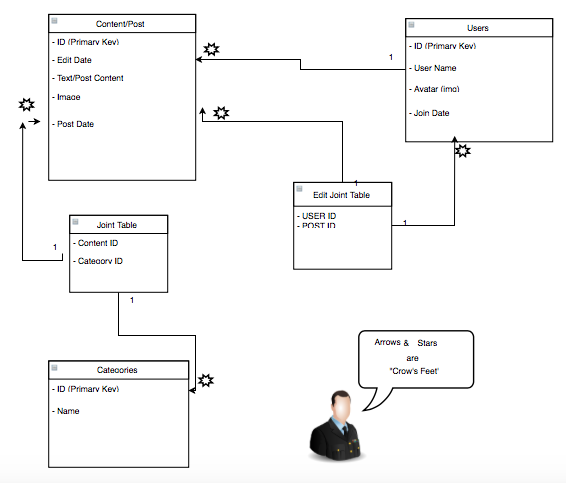 Content/Post
- ID (Primary Key)
- Edit Date
- Text/Post Content
- Image
- Post Date
Users
- ID (Primary Key)
- User Name
- Avatar (img)
- Join Date
1
Edit Joint Table
- USER ID
- POST ID
1
1
Joint Table
- Content ID
- Category ID
1
1
Categories
- ID (Primary Key)
- Name
Arrows & Stars
are
"Crow's Feet'